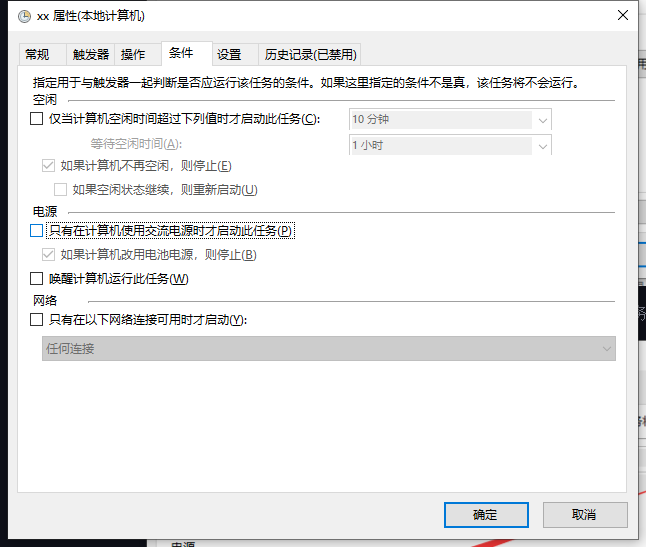 xx 属性(本地计算机)
常规 触发器 操作 条件 设置 历史记录(已禁用)
指定用于与触发器一起判断是否应运行该任务的条件。如果这里指定的条件不是真，该任务将不会运行。
空闲
仅当计算机空闲时间超过下列值时才启动此任务(C): 10 分钟
等待空闲时间(A): 1 小时
如果计算机不再空闲，则停止(E)
如果空闲状态继续，则重新启动(U)
电源
只有在计算机使用交流电源时才启动此任务(P)
如果计算机改用电池电源，则停止(B)
唤醒计算机运行此任务(W)
网络
只有在以下网络连接可用时才启动(Y):
任何连接
确定 取消